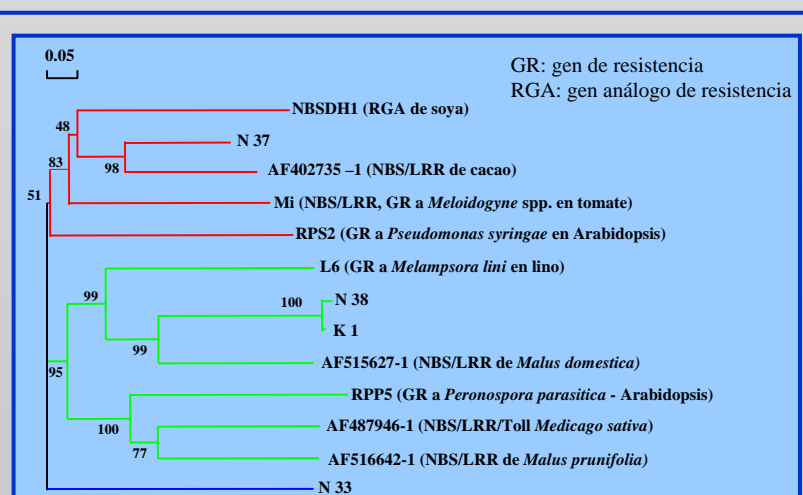 0.05
GR: gen de resistencia
RGA: gen análogo de resistencia
NBSDH1 (RGA de soya)
48
N 37
98
AF402735 –1 (NBS/LRR de cacao)
83
51
Mi (NBS/LRR, GR a Meloidogyne spp. en tomate)
RPS2 (GR a Pseudomonas syringae en Arabidopsis)
L6 (GR a Melampsora lini en lino)
99
100
N 38
K 1
99
AF515627-1 (NBS/LRR de Malus domestica)
95
RPP5 (GR a Peronospora parasitica - Arabidopsis)
100
AF487946-1 (NBS/LRR/Toll Medicago sativa)
77
AF516642-1 (NBS/LRR de Malus prunifolia)
N 33